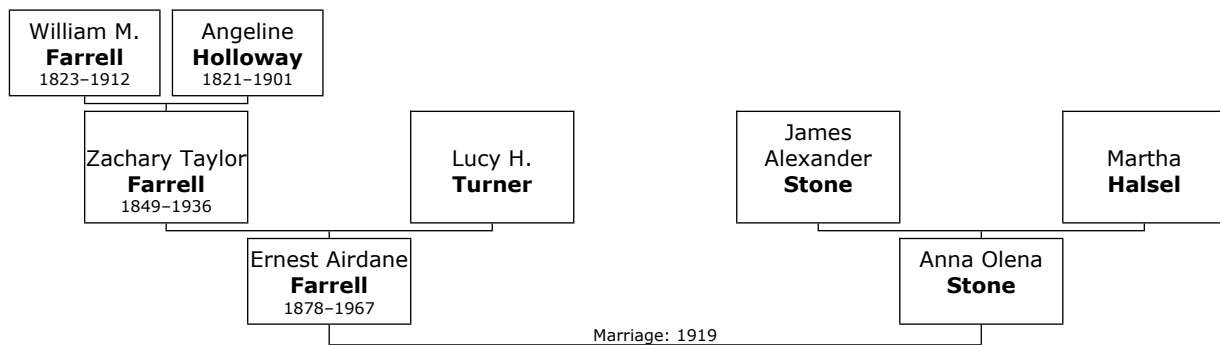 William M.
Farrell
1823–1912
Angeline
Holloway
1821–1901
Zachary Taylor
Farrell
1849–1936
Lucy H.
Turner
James
Alexander
Stone
Martha
Halsel
Ernest Airdane
Farrell
1878–1967
Anna Olena
Stone
Marriage: 1919